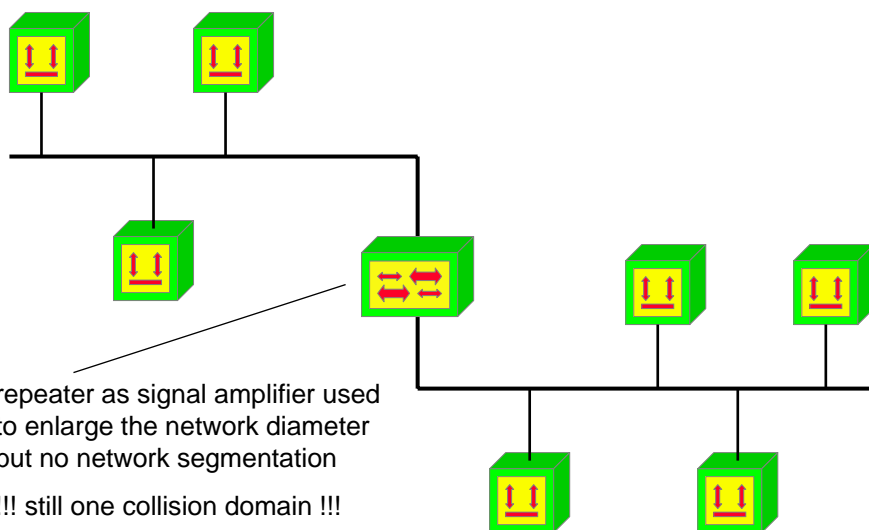 repeater as signal amplifier used
to enlarge the network diameter
but no network segmentation
!!! still one collision domain !!!